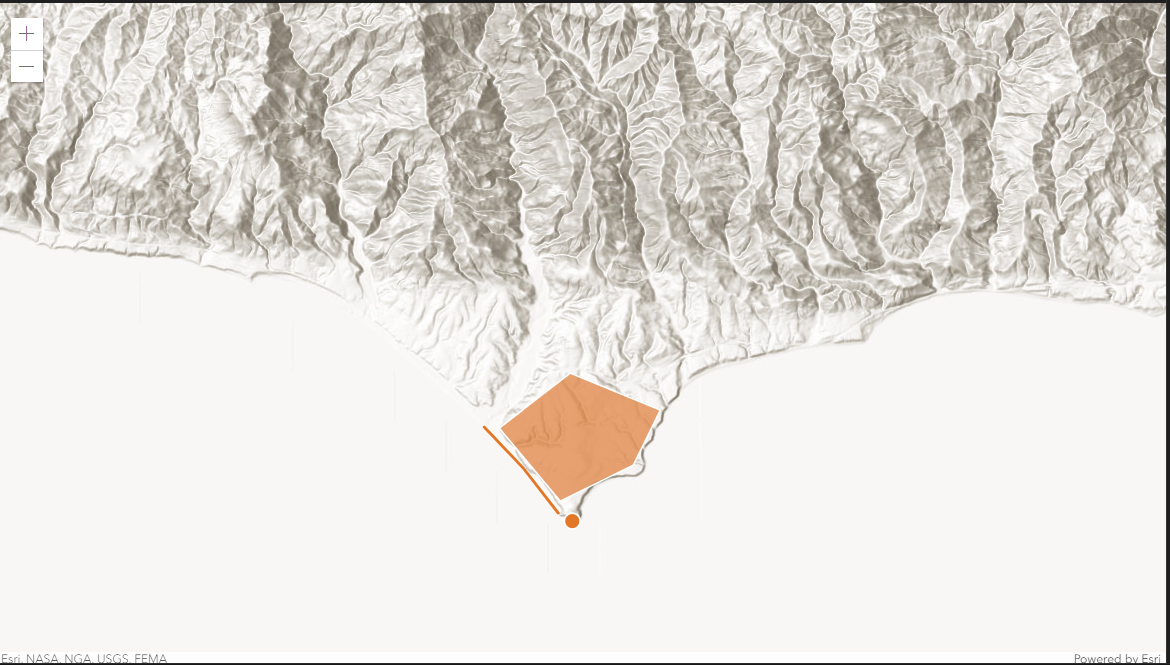 +
−
Esri, NASA, NGA, USGS, FEMA
Powered by Esri